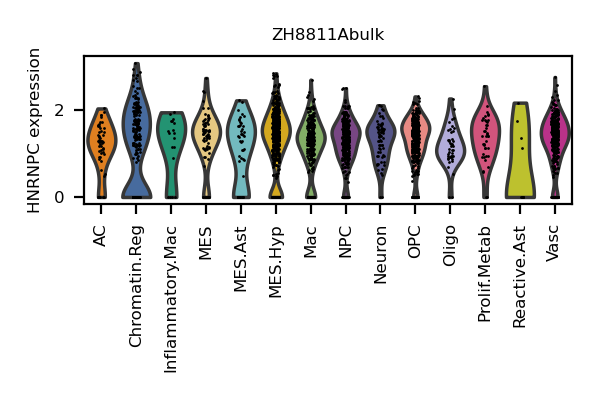 ZH8811Abulk
HNRNPC expression
2
0
AC
Chromatin.Reg
Inflammatory.Mac
MES
MES.Ast
MES.Hyp
Mac
NPC
Neuron
OPC
Oligo
Prolif.Metab
Reactive.Ast
Vasc